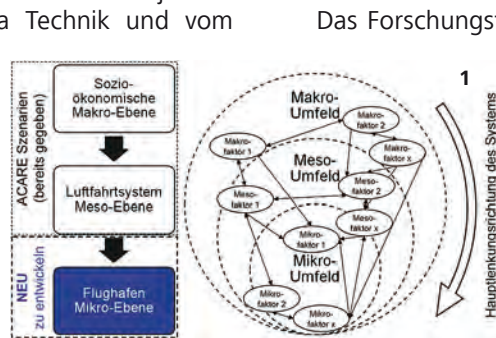 a Technik und vom
Das Forschungst
1
ACARE Szenarien
(bereits gegeben)
Sozio-
ökonomische
Makro-Ebene
Luftfahrtsystem
Meso-Ebene
NEU
zu entwickeln
Flughafen
Mikro-Ebene
Makro-
Umfeld
Makro-
faktor 1
Makro-
faktor 2
Makro-
faktor x
Meso-
Umfeld
Meso-
faktor 1
Meso-
faktor 2
Meso-
faktor x
Mikro-
faktor 1
Mikro-
Umfeld
Mikro-
faktor 2
Mikro-
faktor x
Hauptlenkungsrichtung des Systems